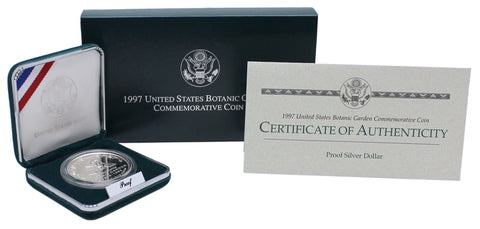 1997 UNITED STATES BOTANIC GARDEN
COMMEMORATIVE COIN
1997 United States Botanic Garden Commemorative Coin
CERTIFICATE OF AUTHENTICITY
Proof Silver Dollar
Proof